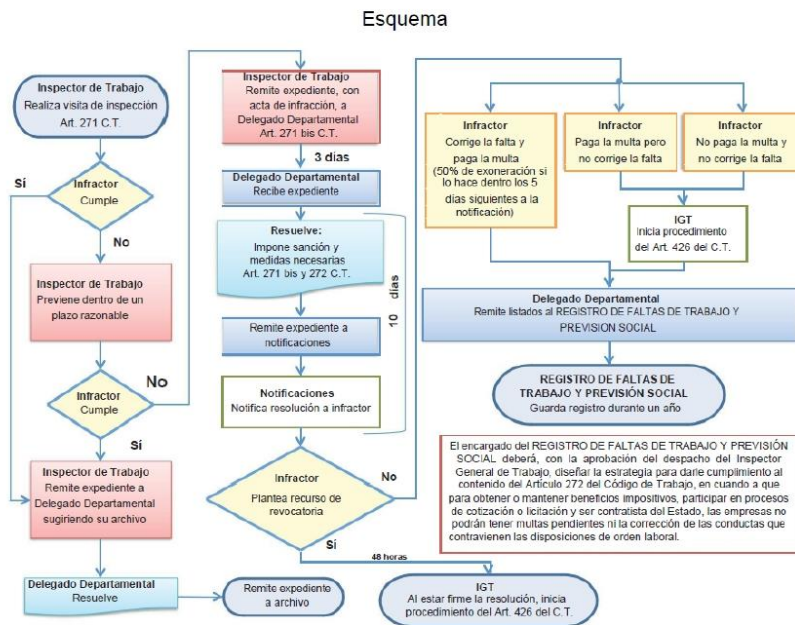 Esquema
Inspector de Trabajo
Realiza visita de inspección
Art. 271 C.T.
Infractor
Cumple
Sí
No
Inspector de Trabajo
Previene dentro de un
plazo razonable
Infractor
Cumple
No
Sí
Inspector de Trabajo
Remite expediente a
Delegado Departamental
sugiriendo su archivo
Delegado Departamental
Resuelve
Remite expediente
a archivo
Inspector de Trabajo
Remite expediente, con
acta de infracción, a
Delegado Departamental
Art. 271 bis C.T.
3 días
Delegado Departamental
Recibe expediente
Resuelve:
Impone sanción y
medidas necesarias
Art. 271 bis y 272 C.T.
10 días
Remite expediente a
notificaciones
Notificaciones
Notifica resolución a infractor
Infractor
Plantea recurso de
revocatoria
No
Sí
48 horas
IGT
Al estar firme la resolución, inicia
procedimiento del Art. 426 del C.T.
Infractor
Corrige la falta y
paga la multa
(50% de exoneración si
lo hace dentro los 5
días siguientes a la
notificación)
Infractor
Paga la multa pero
no corrige la falta
Infractor
No paga la multa y
no corrige la falta
IGT
Inicia procedimiento
del Art. 426 del C.T.
Delegado Departamental
Remite listados al REGISTRO DE FALTAS DE TRABAJO Y
PREVISION SOCIAL
REGISTRO DE FALTAS DE
TRABAJO Y PREVISIÓN SOCIAL
Guarda registro durante un año
El encargado del REGISTRO DE FALTAS DE TRABAJO Y PREVISIÓN
SOCIAL deberá, con la aprobación del despacho del Inspector
General de Trabajo, diseñar la estrategia para darle cumplimiento al
contenido del Artículo 272 del Código de Trabajo, en cuando a que
para obtener o mantener beneficios impositivos, participar en procesos
de cotización o licitación y ser contratista del Estado, las empresas no
podrán tener multas pendientes ni la corrección de las conductas que
contravienen las disposiciones de orden laboral.